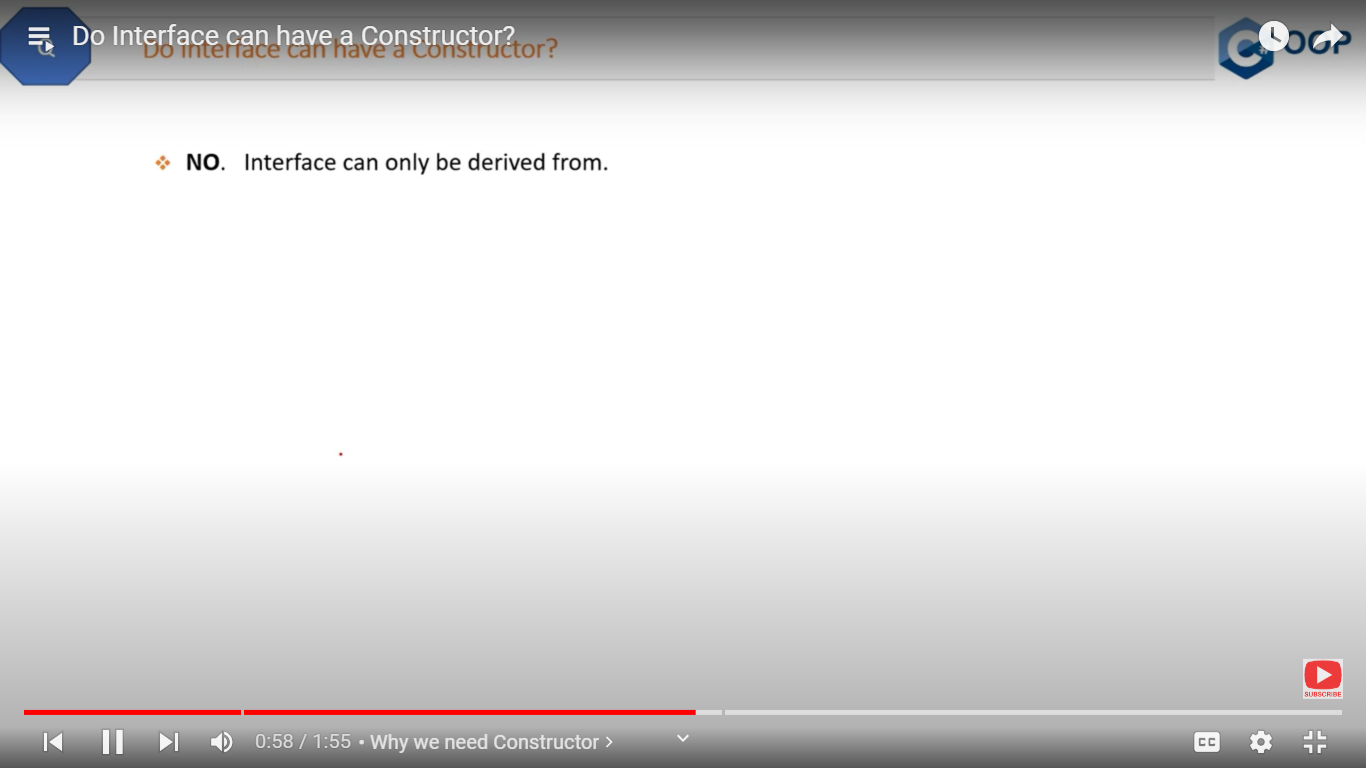 Do Interface can have a Constructor?
Do Interface can have a Constructor?
C# OOP
NO. Interface can only be derived from.
SUBSCRIBE
0:58 / 1:55 • Why we need Constructor >
CC